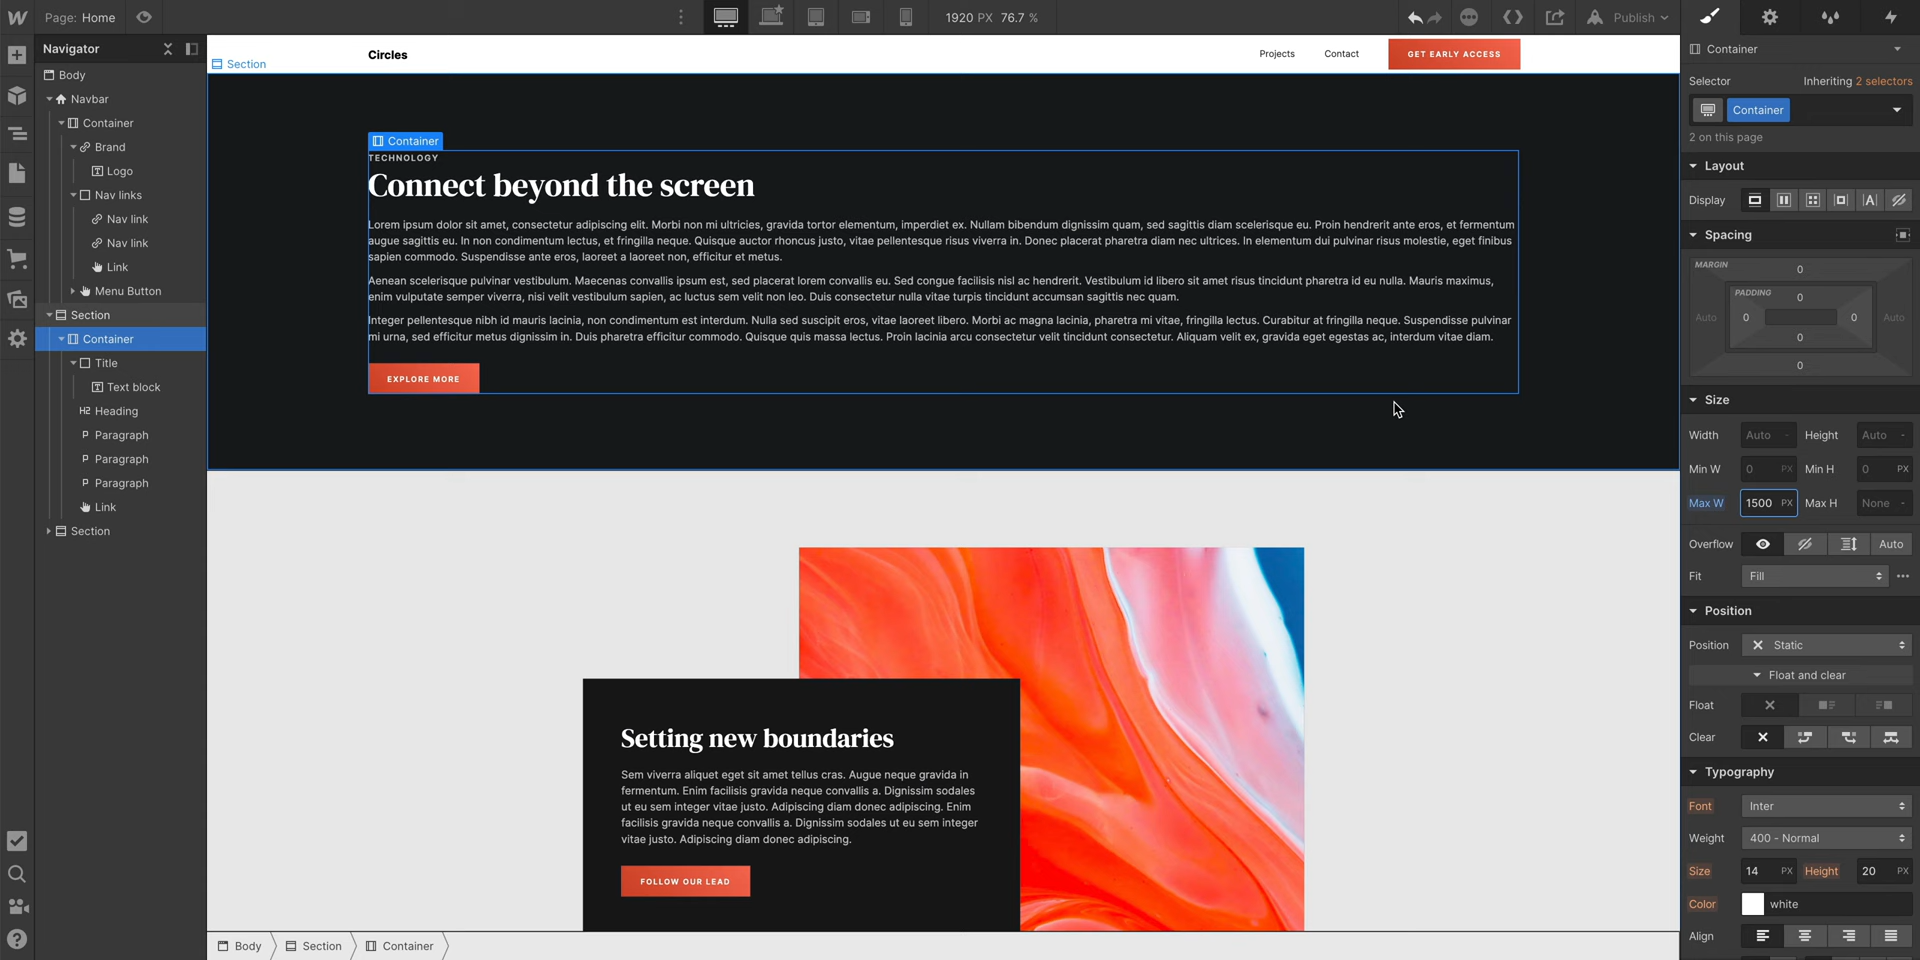 Page: Home
1920 PX 76.7 %
Publish
Navigator
Body
Navbar
Container
Brand
Logo
Nav links
Nav link
Nav link
Link
Menu Button
Section
Container
Title
Text block
H2 Heading
P Paragraph
P Paragraph
P Paragraph
Link
Section
Circles
Projects
Contact
GET EARLY ACCESS
Section
Container
TECHNOLOGY
Connect beyond the screen
Lorem ipsum dolor sit amet, consectetur adipiscing elit. Morbi non mi ultricies, gravida tortor elementum, imperdiet ex. Nullam bibendum dignissim quam, sed sagittis diam scelerisque eu. Proin hendrerit ante eros, et fermentum
augue sagittis eu. In non condimentum lectus, et fringilla neque. Quisque auctor rhoncus justo, vitae pellentesque risus viverra in. Donec placerat pharetra diam nec ultrices. In elementum dui pulvinar risus molestie, eget finibus
sapien commodo. Suspendisse ante eros, laoreet a laoreet non, efficitur et metus.
Aenean scelerisque pulvinar vestibulum. Maecenas convallis ipsum est, sed placerat lorem convallis eu. Sed congue facilisis nisl ac hendrerit. Vestibulum id libero sit amet risus tincidunt pharetra id eu nulla. Mauris maximus,
enim vulputate semper viverra, nisi velit vestibulum sapien, ac luctus sem velit non leo. Duis consectetur nulla vitae turpis tincidunt accumsan sagittis nec quam.
Integer pellentesque nibh id mauris lacinia, non condimentum est interdum. Nulla sed suscipit eros, vitae laoreet libero. Morbi ac magna lacinia, pharetra mi vitae, fringilla lectus. Curabitur at fringilla neque. Suspendisse pulvinar
mi urna, sed efficitur metus dignissim in. Duis pharetra efficitur commodo. Quisque quis massa lectus. Proin lacinia arcu consectetur velit tincidunt consectetur. Aliquam velit ex, gravida eget egestas ac, interdum vitae diam.
EXPLORE MORE
Setting new boundaries
Sem viverra aliquet eget sit amet tellus cras. Augue neque gravida in
fermentum. Enim facilisis gravida neque convallis a. Dignissim sodales
ut eu sem integer vitae justo. Adipiscing diam donec adipiscing. Enim
facilisis gravida neque convallis a. Dignissim sodales ut eu sem integer
vitae justo. Adipiscing diam donec adipiscing.
FOLLOW OUR LEAD
Body
Section
Container
Container
Selector Inheriting 2 selectors
Container
2 on this page
Layout
Display
Spacing
MARGIN
0
PADDING
0
Auto 0 0 Auto
0
0
Size
Width Auto - Height Auto -
Min W 0 PX Min H 0 PX
Max W 1500 PX Max H None -
Overflow Auto
Fit Fill
Position
Position Static
Float and clear
Float
Clear
Typography
Font Inter
Weight 400 - Normal
Size 14 PX Height 20 PX
Color white
Align